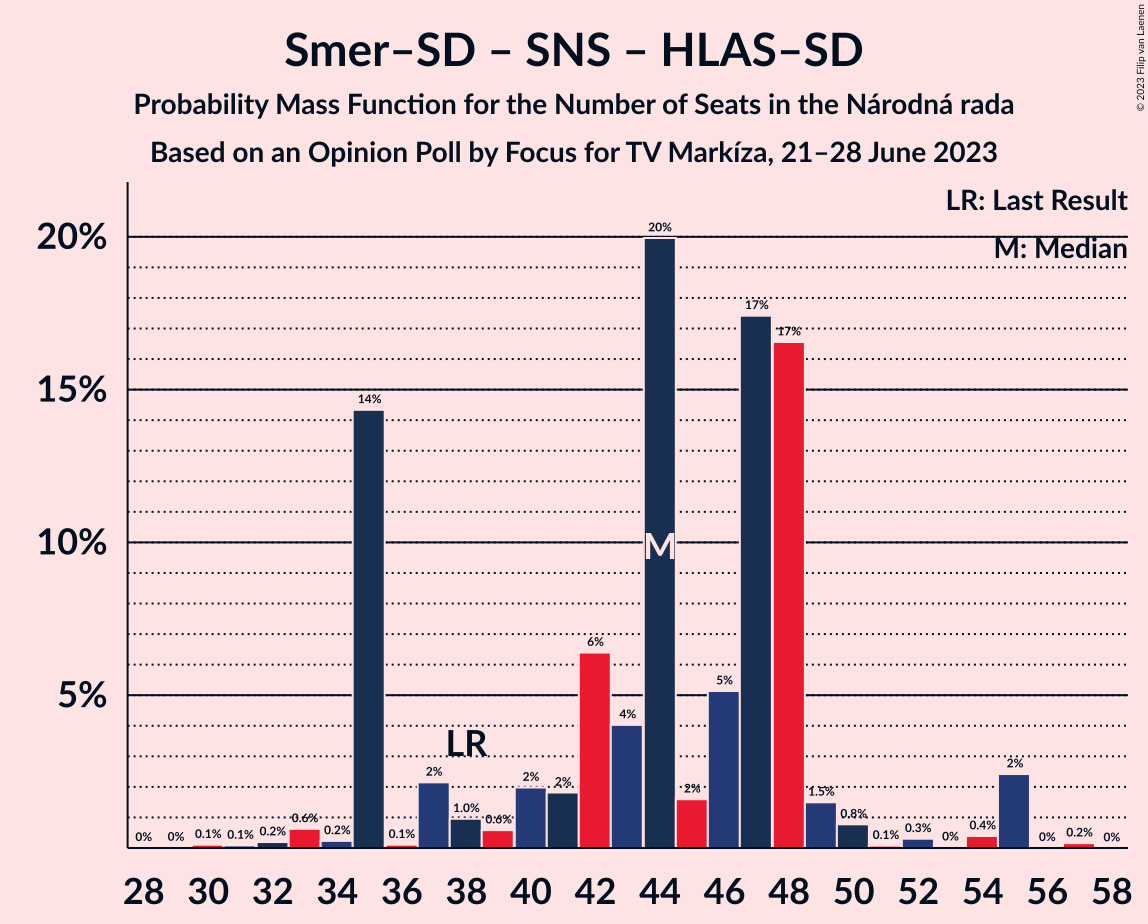 Smer–SD – SNS – HLAS–SD
Probability Mass Function for the Number of Seats in the Národná rada
Based on an Opinion Poll by Focus for TV Markíza, 21–28 June 2023
© 2023 Filip van Laenen
LR: Last Result
M: Median
20%
15%
10%
5%
0% 0% 0.1% 0.1% 0.2% 0.6% 0.2% 14% 0.1% 2% 1.0% 0.6% 2% 2% 6% 4% 20% 2% 5% 17% 17% 1.5% 0.8% 0.1% 0.3% 0% 0.4% 2% 0% 0.2% 0%
LR
M
28 30 32 34 36 38 40 42 44 46 48 50 52 54 56 58